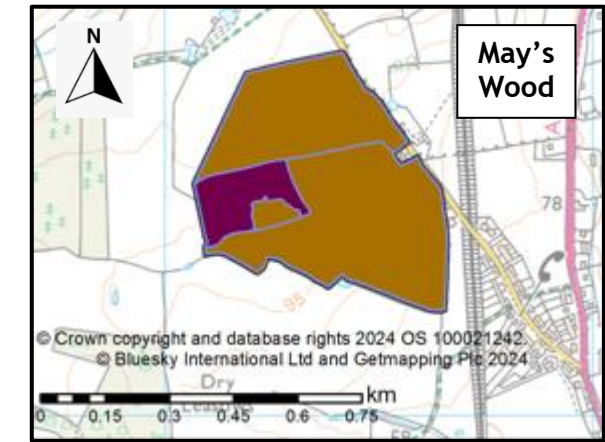 N
May's
Wood
A
78
95
© Crown copyright and database rights 2024 OS 100021242.
© Bluesky International Ltd and Getmapping Plc 2024
Dry
Leasows
km
0 0.15 0.3 0.45 0.6 0.75